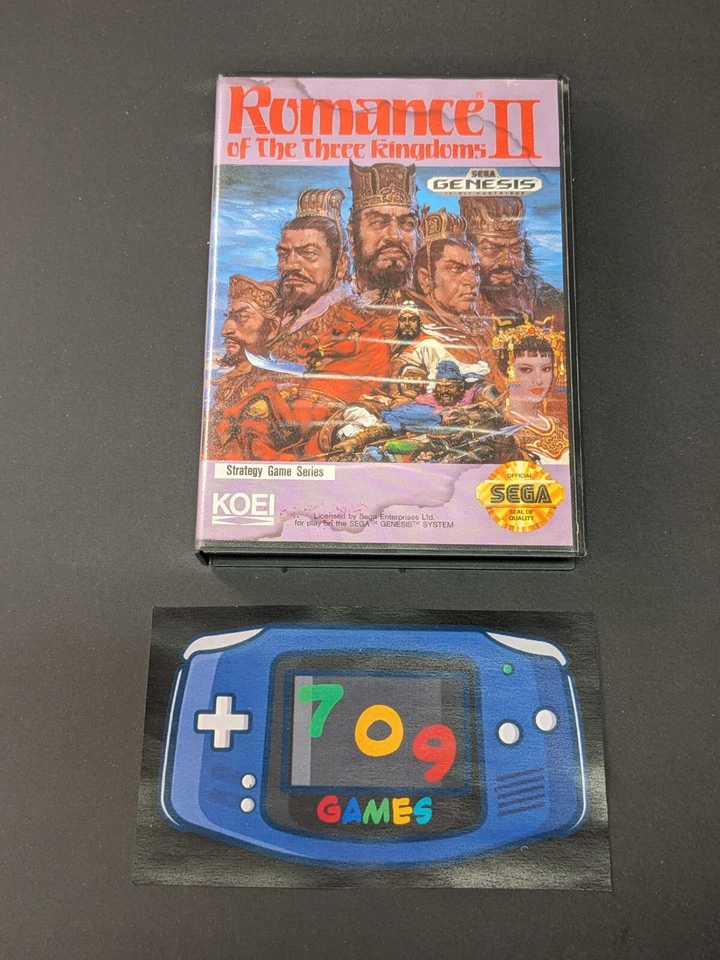 Romance II
of The Three Kingdoms
SEGA
GENESIS
Strategy Game Series
KOEI
Licensed by Sega Enterprises Ltd.
for play on the SEGA™ GENESIS™ SYSTEM
OFFICIAL
SEGA
SEAL OF
QUALITY
709
GAMES